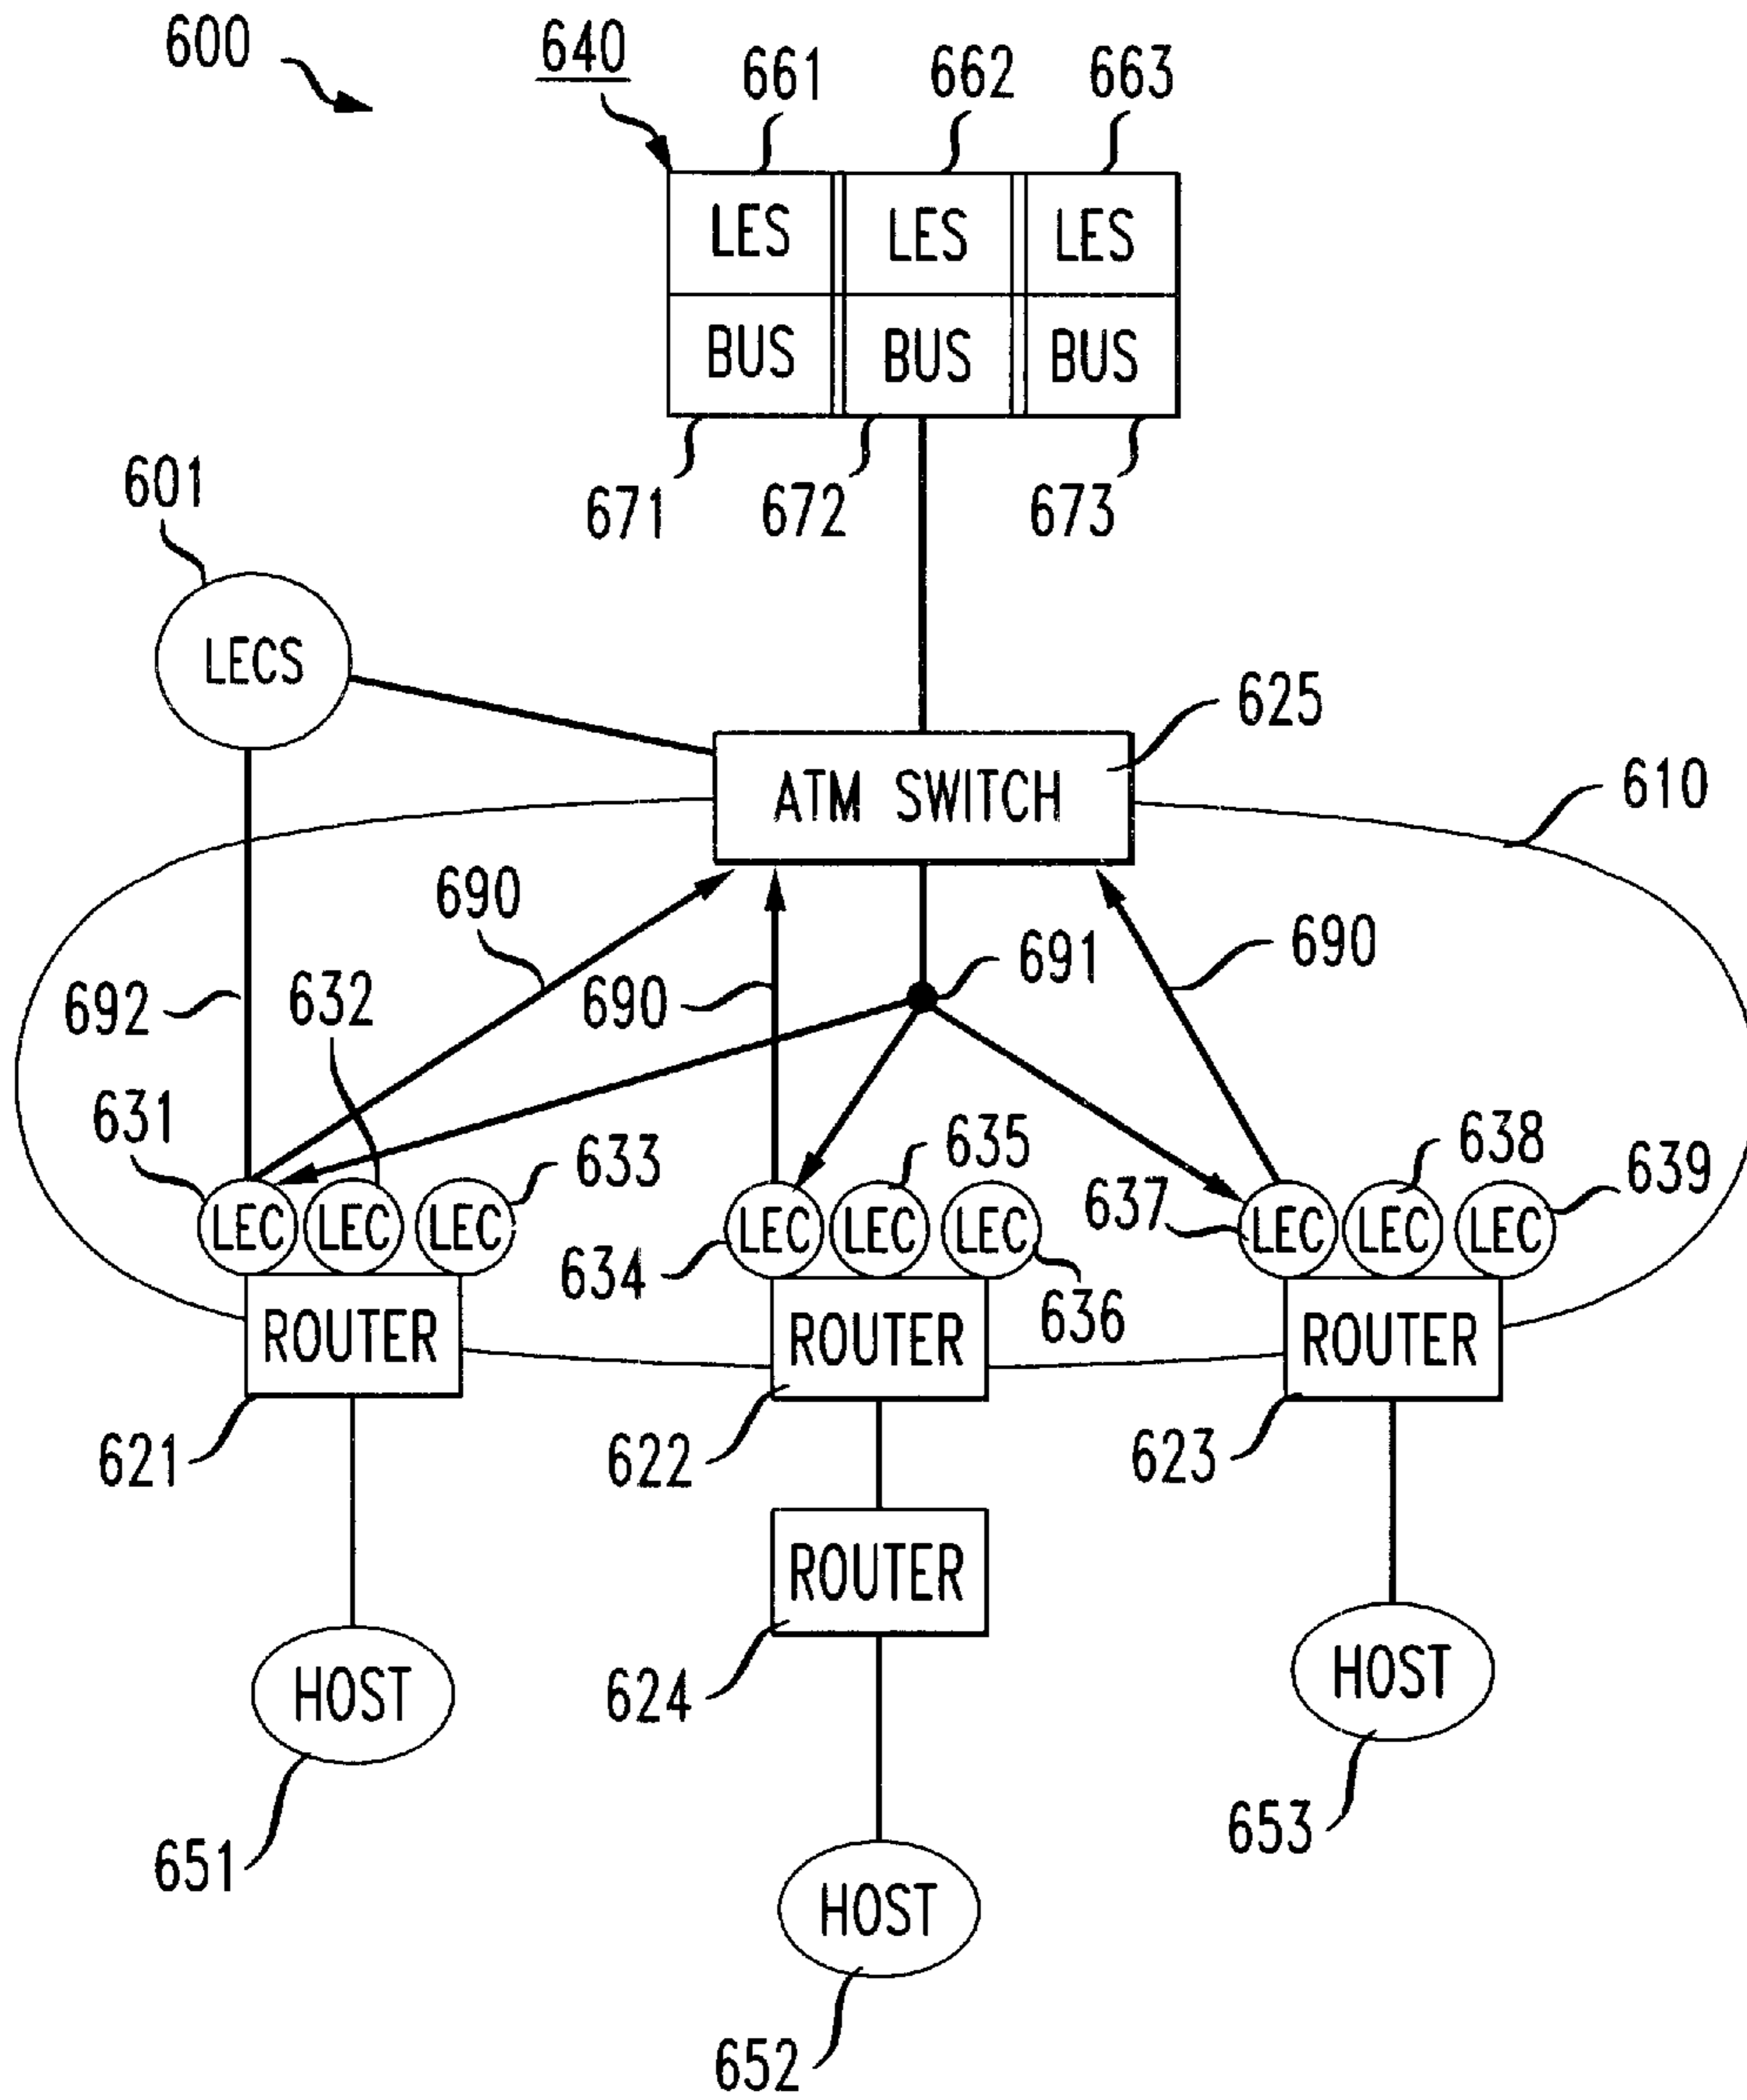 600
640
661
662
663
LES LES LES
BUS BUS BUS
671
672
673
601
LECS
625
ATM SWITCH
610
690
690
691
690
692
632
631
633
635
638
639
LEC LEC LEC
LEC LEC LEC
LEC LEC LEC
634
637
636
ROUTER
ROUTER
ROUTER
621
622
623
ROUTER
624
HOST
HOST
651
653
HOST
652